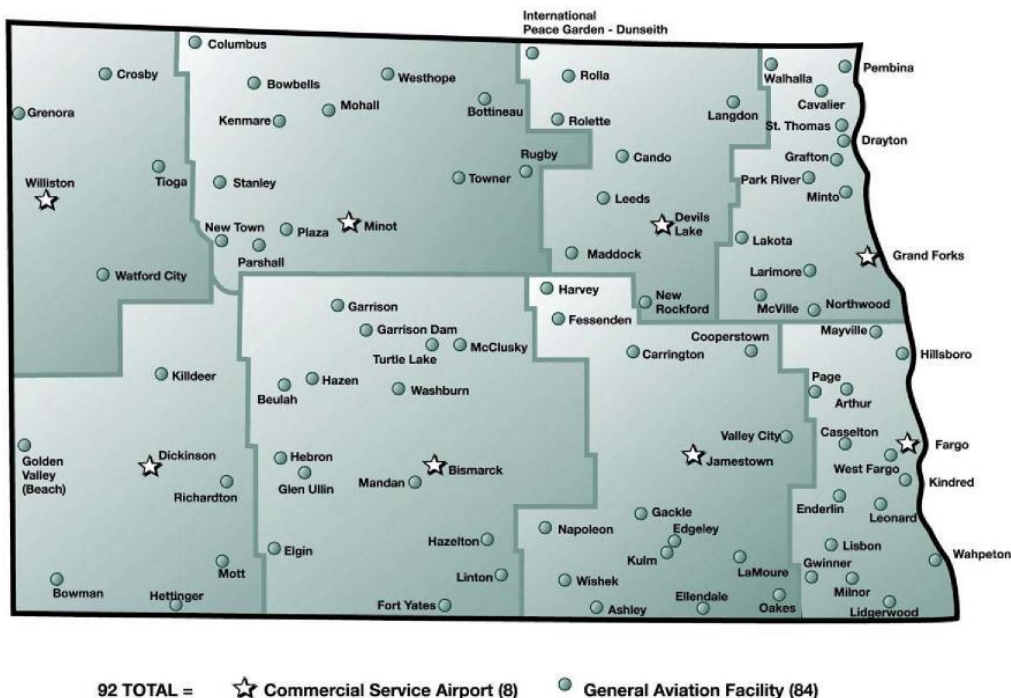 International
Peace Garden - Dunseith
Columbus
Crosby
Bowbells
Westhope
Rolla
Walhalla
Pembina
Cavalier
Grenora
Mohall
Bottineau
Langdon
Kenmare
Rolette
St. Thomas
Drayton
Rugby
Cando
Grafton
Williston
Tioga
Stanley
Towner
Park River
Minto
Leeds
New Town
Plaza
Minot
Devils
Lake
Lakota
Parshall
Maddock
Grand Forks
Watford City
Larimore
Harvey
New
Rockford
McVille
Northwood
Garrison
Fessenden
Garrison Dam
Cooperstown
Mayville
Turtle Lake
McClusky
Carrington
Hillsboro
Killdeer
Hazen
Beulah
Washburn
Page
Arthur
Golden
Valley
(Beach)
Dickinson
Hebron
Glen Ullin
Bismarck
Mandan
Valley City
Jamestown
Casselton
Fargo
West Fargo
Kindred
Richardton
Gackle
Enderlin
Leonard
Napoleon
Edgeley
Elgin
Hazelton
Kulm
Lisbon
Wahpeton
Mott
Linton
Wishek
LaMoure
Gwinner
Milnor
Bowman
Hettinger
Fort Yates
Ashley
Ellendale
Oakes
Lidgerwood
92 TOTAL = Commercial Service Airport (8) General Aviation Facility (84)